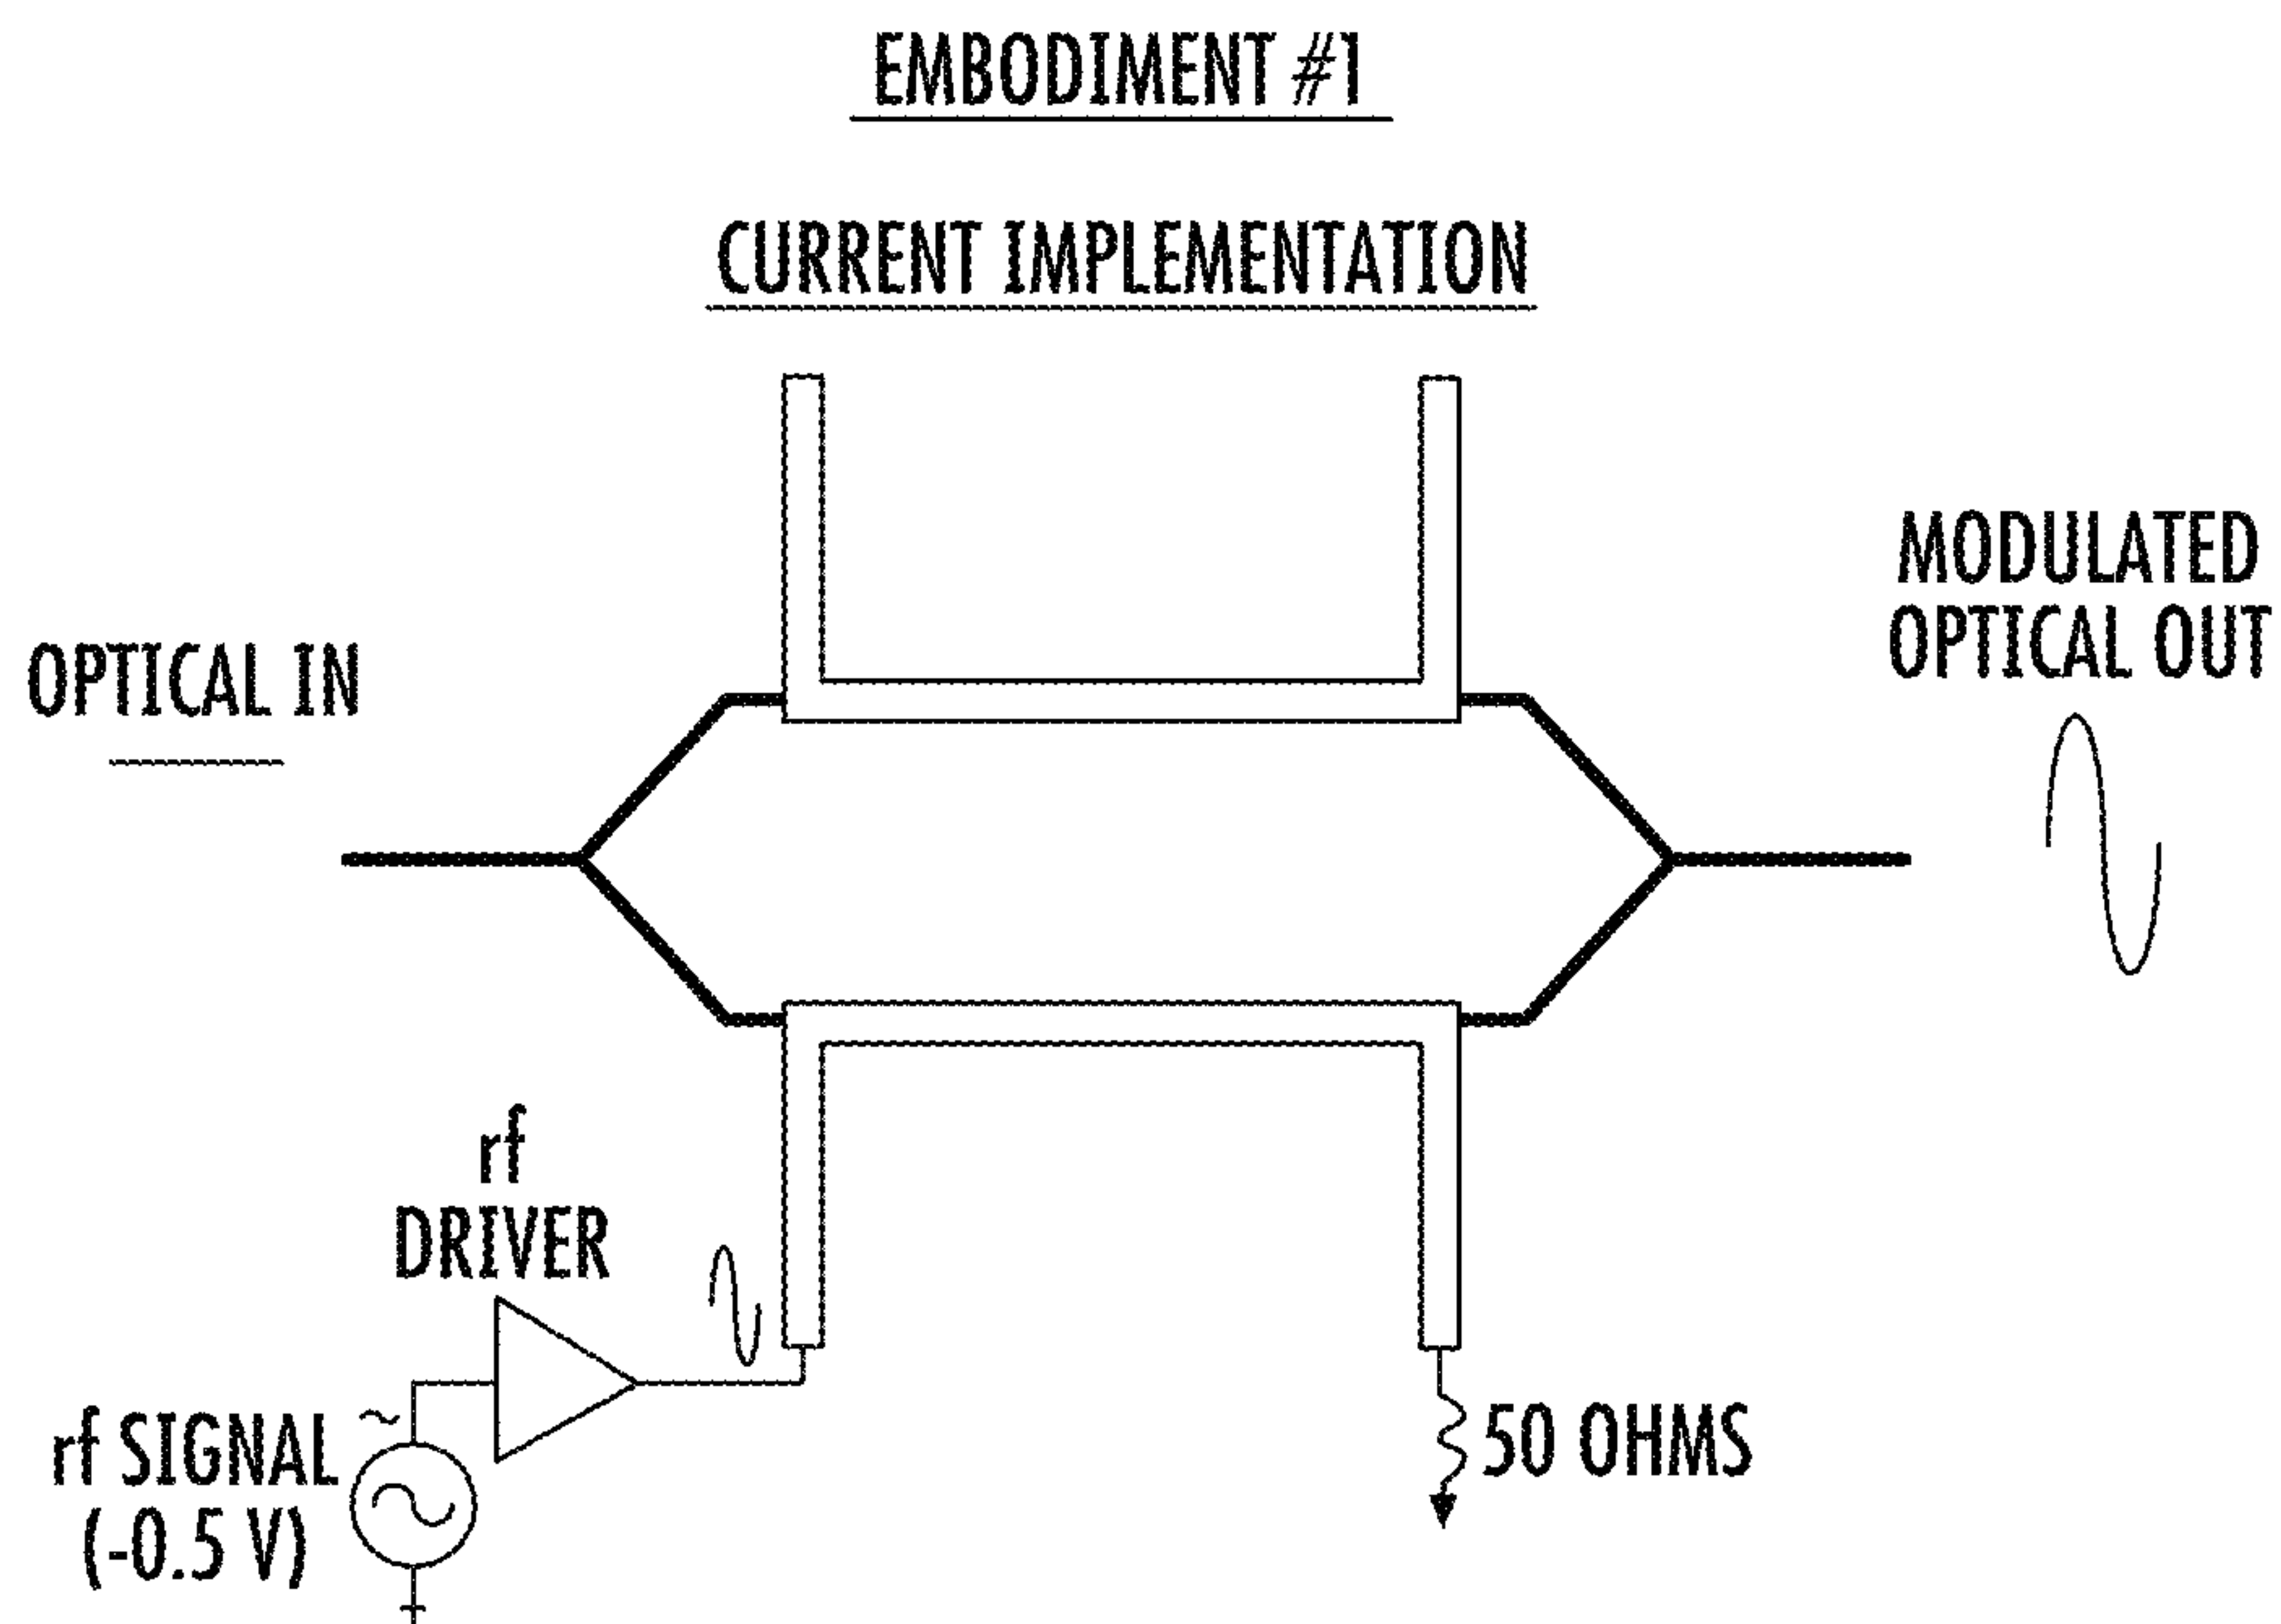 EMBODIMENT #1
CURRENT IMPLEMENTATION
MODULATED
OPTICAL OUT
OPTICAL IN
rf
DRIVER
rf SIGNAL
(-0.5 V)
50 OHMS